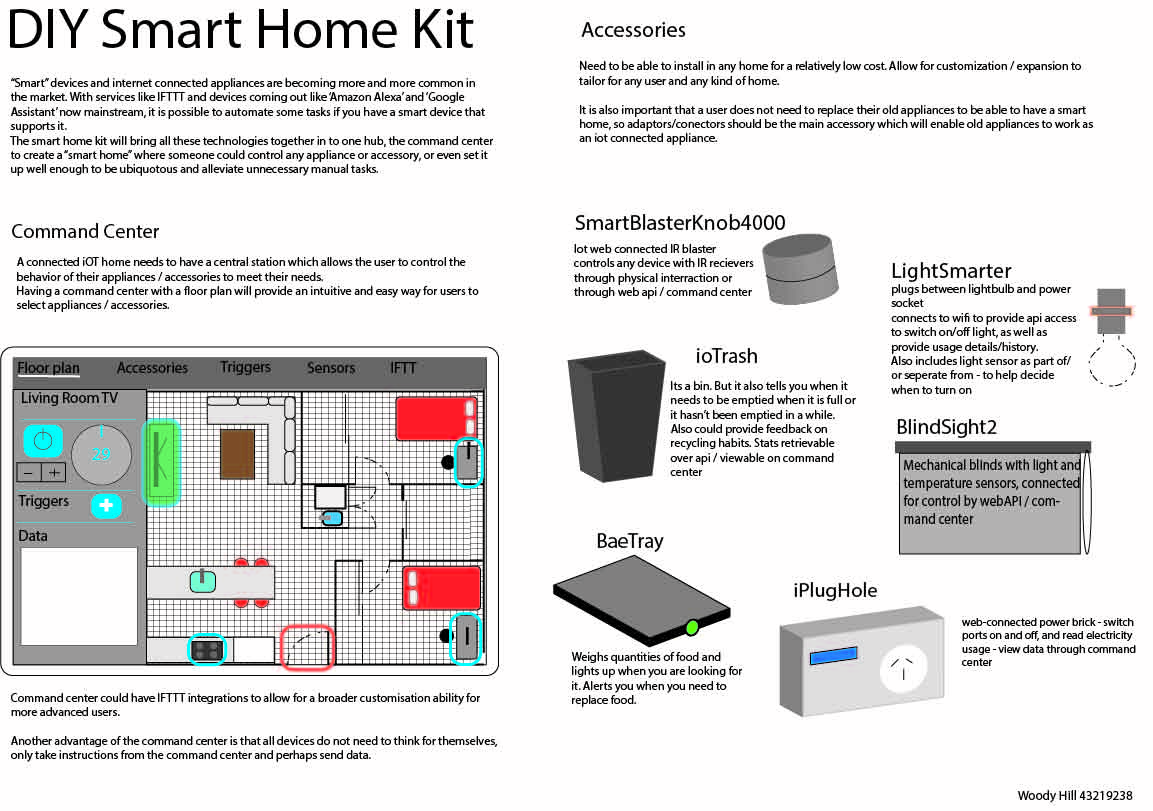 DIY Smart Home Kit
“Smart” devices and internet connected appliances are becoming more and more common in
the market. With services like IFTTT and devices coming out like ‘Amazon Alexa’ and ‘Google
Assistant’ now mainstream, it is possible to automate some tasks if you have a smart device that
supports it.
The smart home kit will bring all these technologies together in to one hub, the command center
to create a “smart home” where someone could control any appliance or accessory, or even set it
up well enough to be ubiquotous and alleviate unnecessary manual tasks.
Command Center
A connected iOT home needs to have a central station which allows the user to control the
behavior of their appliances / accessories to meet their needs.
Having a command center with a floor plan will provide an intuitive and easy way for users to
select appliances / accessories.
Floor plan
Accessories
Triggers
Sensors
IFTT
Living Room TV
29
Triggers
Data
Command center could have IFTTT integrations to allow for a broader customisation ability for
more advanced users.
Another advantage of the command center is that all devices do not need to think for themselves,
only take instructions from the command center and perhaps send data.
Accessories
Need to be able to install in any home for a relatively low cost. Allow for customization / expansion to
tailor for any user and any kind of home.
It is also important that a user does not need to replace their old appliances to be able to have a smart
home, so adaptors/conectors should be the main accessory which will enable old appliances to work as
an iot connected appliance.
SmartBlasterKnob4000
Iot web connected IR blaster
controls any device with IR recievers
through physical interraction or
through web api / command center
LightSmarter
plugs between lightbulb and power
socket
connects to wifi to provide api access
to switch on/off light, as well as
provide usage details/history.
Also includes light sensor as part of/
or seperate from - to help decide
when to turn on
ioTrash
Its a bin. But it also tells you when it
needs to be emptied when it is full or
it hasn't been emptied in a while.
Also could provide feedback on
recycling habits. Stats retrievable
over api / viewable on command
center
BlindSight2
Mechanical blinds with light and
temperature sensors, connected
for control by webAPI / com-
mand center
BaeTray
Weighs quantities of food and
lights up when you are looking for
it. Alerts you when you need to
replace food.
iPlugHole
web-connected power brick - switch
ports on and off, and read electricity
usage - view data through command
center
Woody Hill 43219238